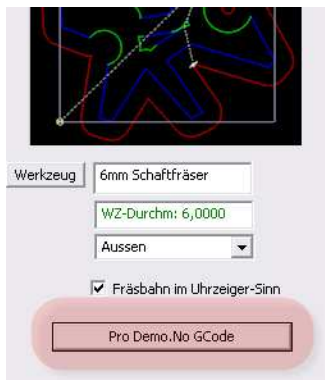 Werkzeug 6mm Schaftfräser
WZ-Durchm: 6,0000
Aussen
Fräsbahn im Uhrzeiger-Sinn
Pro Demo.No GCode